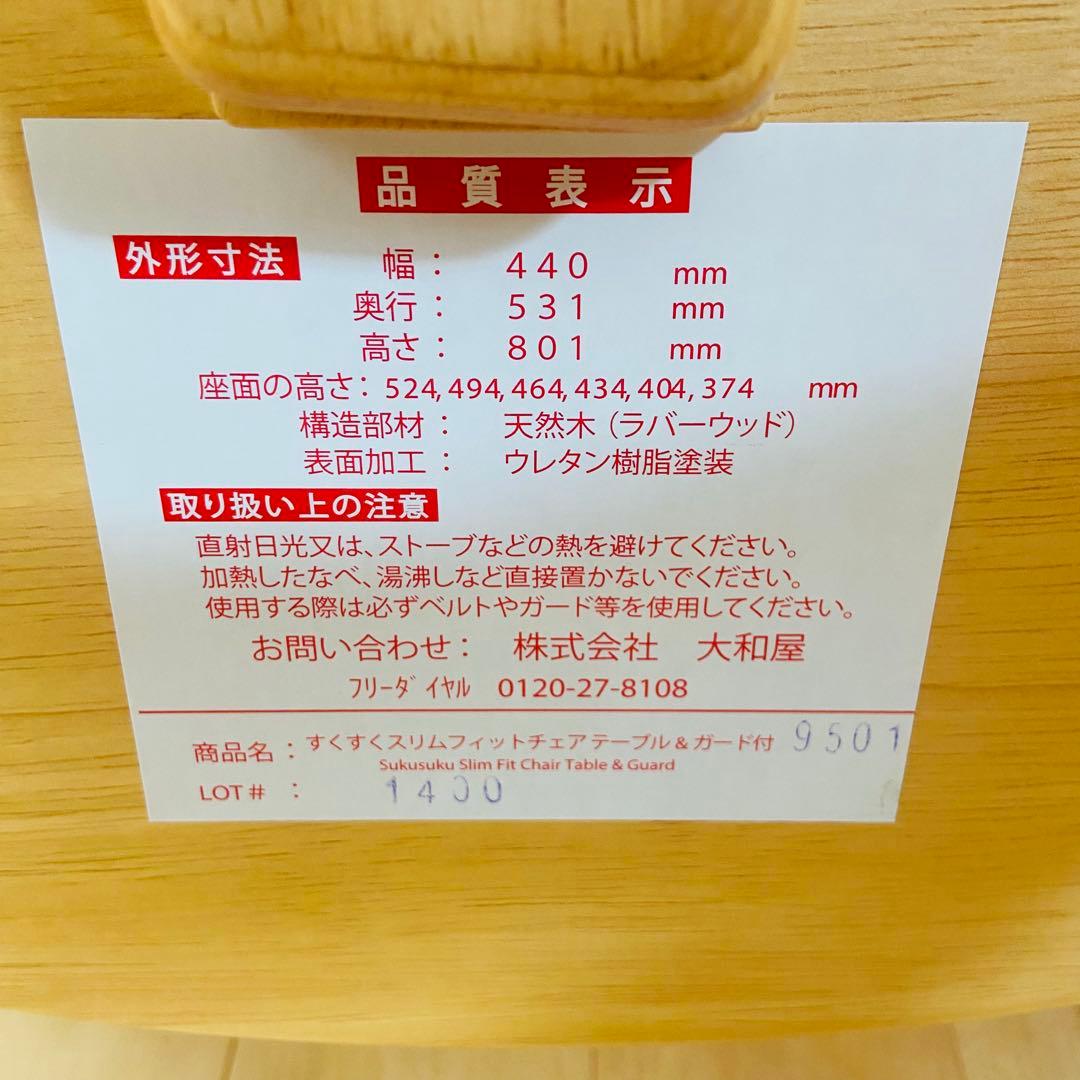 品質表示
外形寸法 幅： 440 mm
奥行： 531 mm
高さ： 801 mm
座面の高さ： 524, 494, 464, 434, 404, 374 mm
構造部材： 天然木（ラバーウッド）
表面加工： ウレタン樹脂塗装
取り扱い上の注意
直射日光又は、ストーブなどの熱を避けてください。
加熱したなべ、湯沸しなど直接置かないでください。
使用する際は必ずベルトやガード等を使用してください。
お問い合わせ： 株式会社 大和屋
ﾌﾘｰﾀﾞｲﾔﾙ 0120-27-8108
商品名：すくすくスリムフィットチェア テーブル & ガード付 9501
Sukusuku Slim Fit Chair Table & Guard
LOT# ： 1400